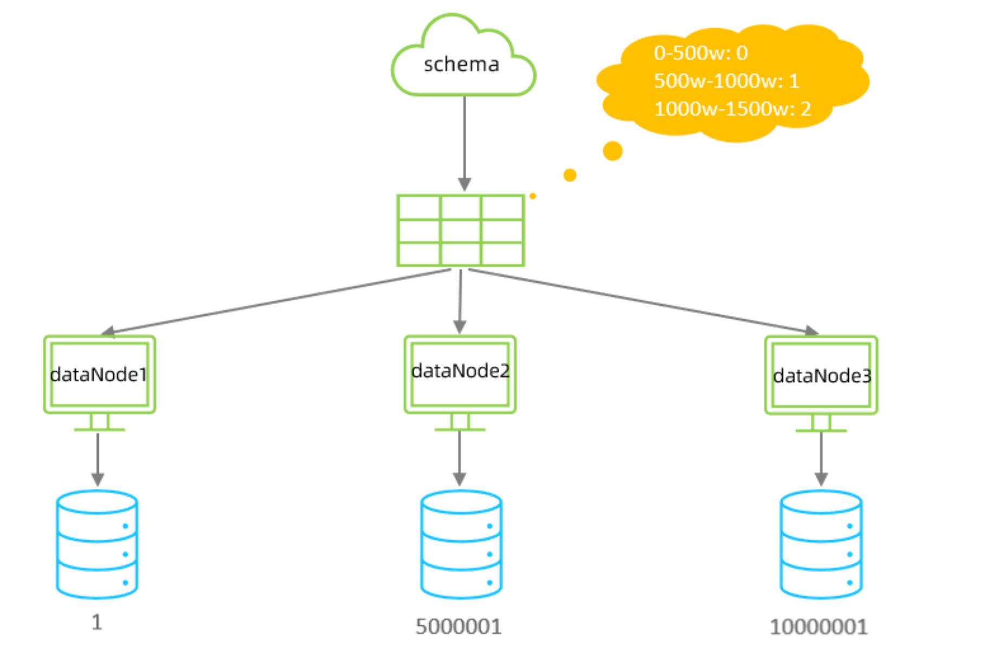 schema
0-500w: 0
500w-1000w: 1
1000w-1500w: 2
dataNode1
dataNode2
dataNode3
1
5000001
10000001